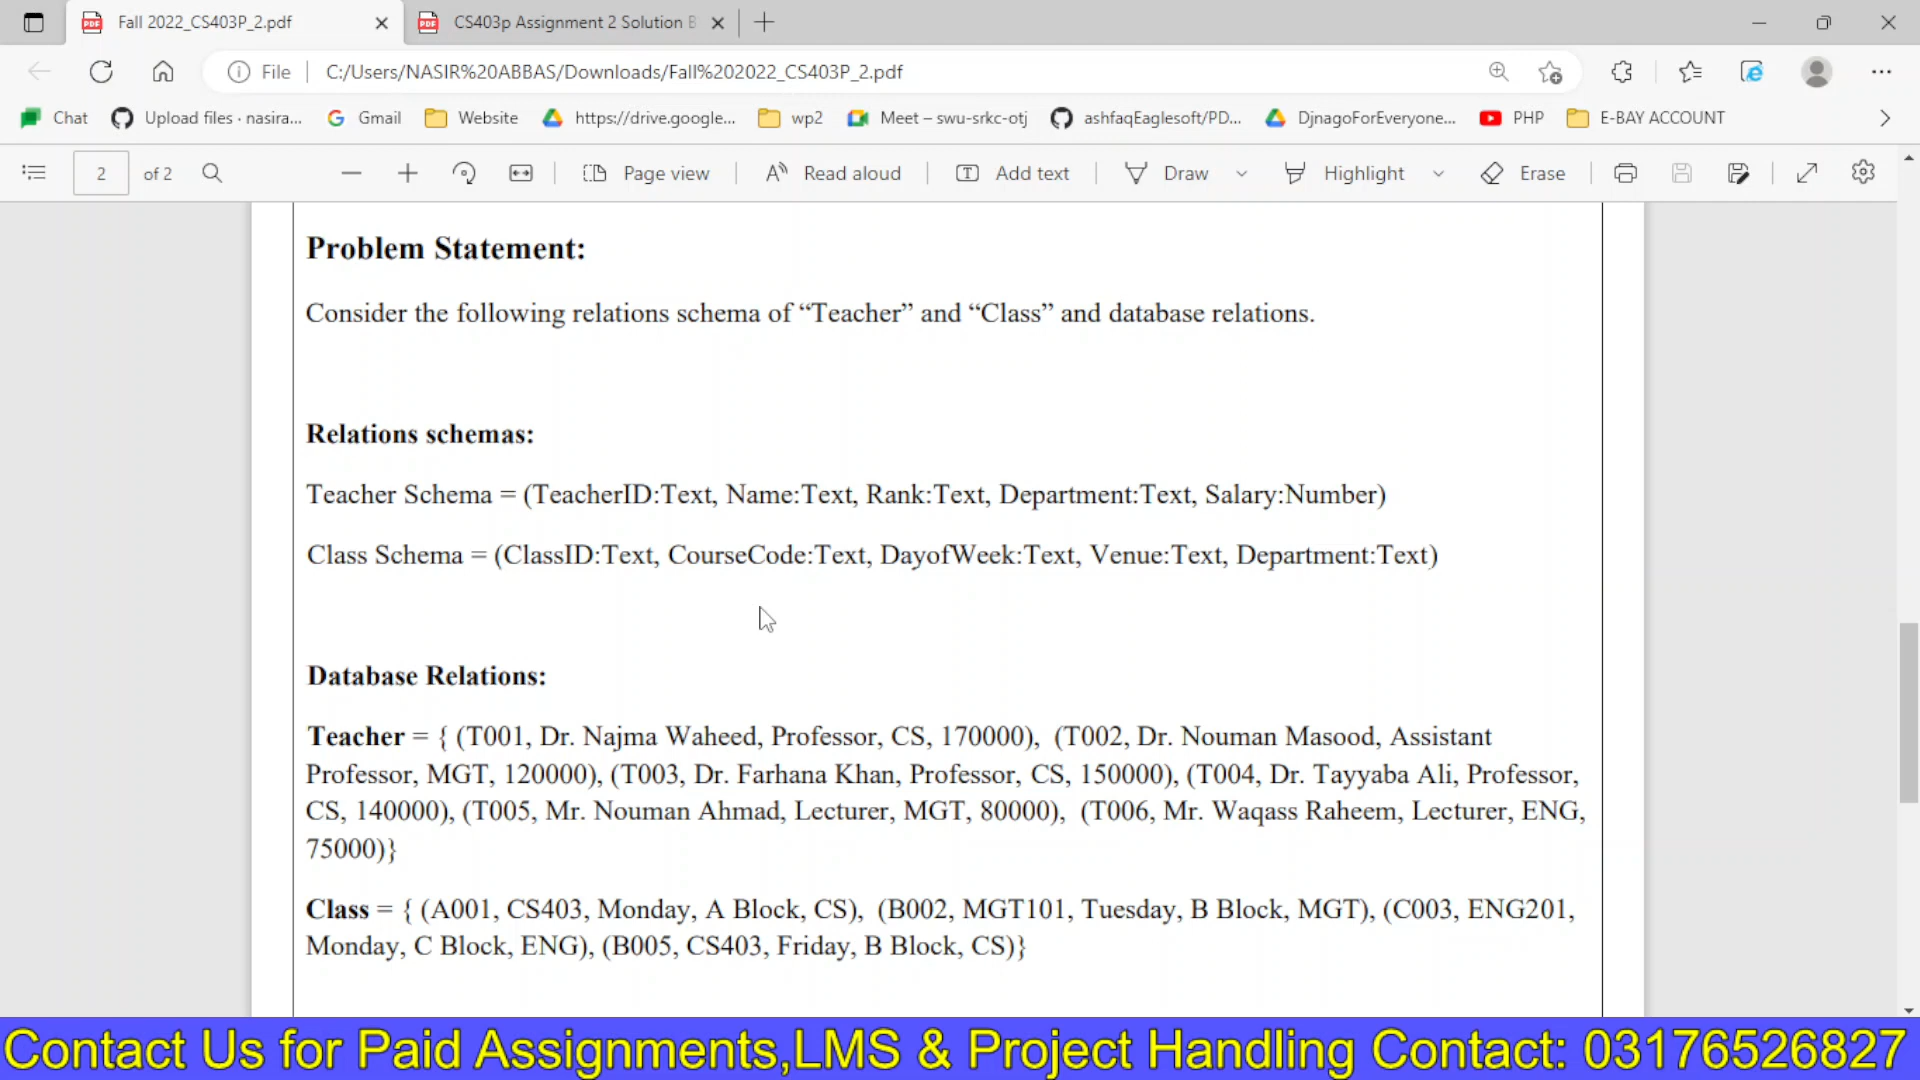 Fall 2022_CS403P_2.pdf
CS403p Assignment 2 Solution
File
C:/Users/NASIR%20ABBAS/Downloads/Fall%202022_CS403P_2.pdf
Chat
Upload files · nasira...
Gmail
Website
https://drive.google...
wp2
Meet – swu-srkc-otj
ashfaqEaglesoft/PD...
DjnagoForEveryone...
PHP
E-BAY ACCOUNT
2 of 2
Page view
Read aloud
Add text
Draw
Highlight
Erase
Problem Statement:
Consider the following relations schema of “Teacher” and “Class” and database relations.
Relations schemas:
Teacher Schema = (TeacherID:Text, Name:Text, Rank:Text, Department:Text, Salary:Number)
Class Schema = (ClassID:Text, CourseCode:Text, DayofWeek:Text, Venue:Text, Department:Text)
Database Relations:
Teacher = { (T001, Dr. Najma Waheed, Professor, CS, 170000), (T002, Dr. Nouman Masood, Assistant
Professor, MGT, 120000), (T003, Dr. Farhana Khan, Professor, CS, 150000), (T004, Dr. Tayyaba Ali, Professor,
CS, 140000), (T005, Mr. Nouman Ahmad, Lecturer, MGT, 80000), (T006, Mr. Waqass Raheem, Lecturer, ENG,
75000)}
Class = { (A001, CS403, Monday, A Block, CS), (B002, MGT101, Tuesday, B Block, MGT), (C003, ENG201,
Monday, C Block, ENG), (B005, CS403, Friday, B Block, CS)}
Contact Us for Paid Assignments,LMS & Project Handling Contact: 03176526827